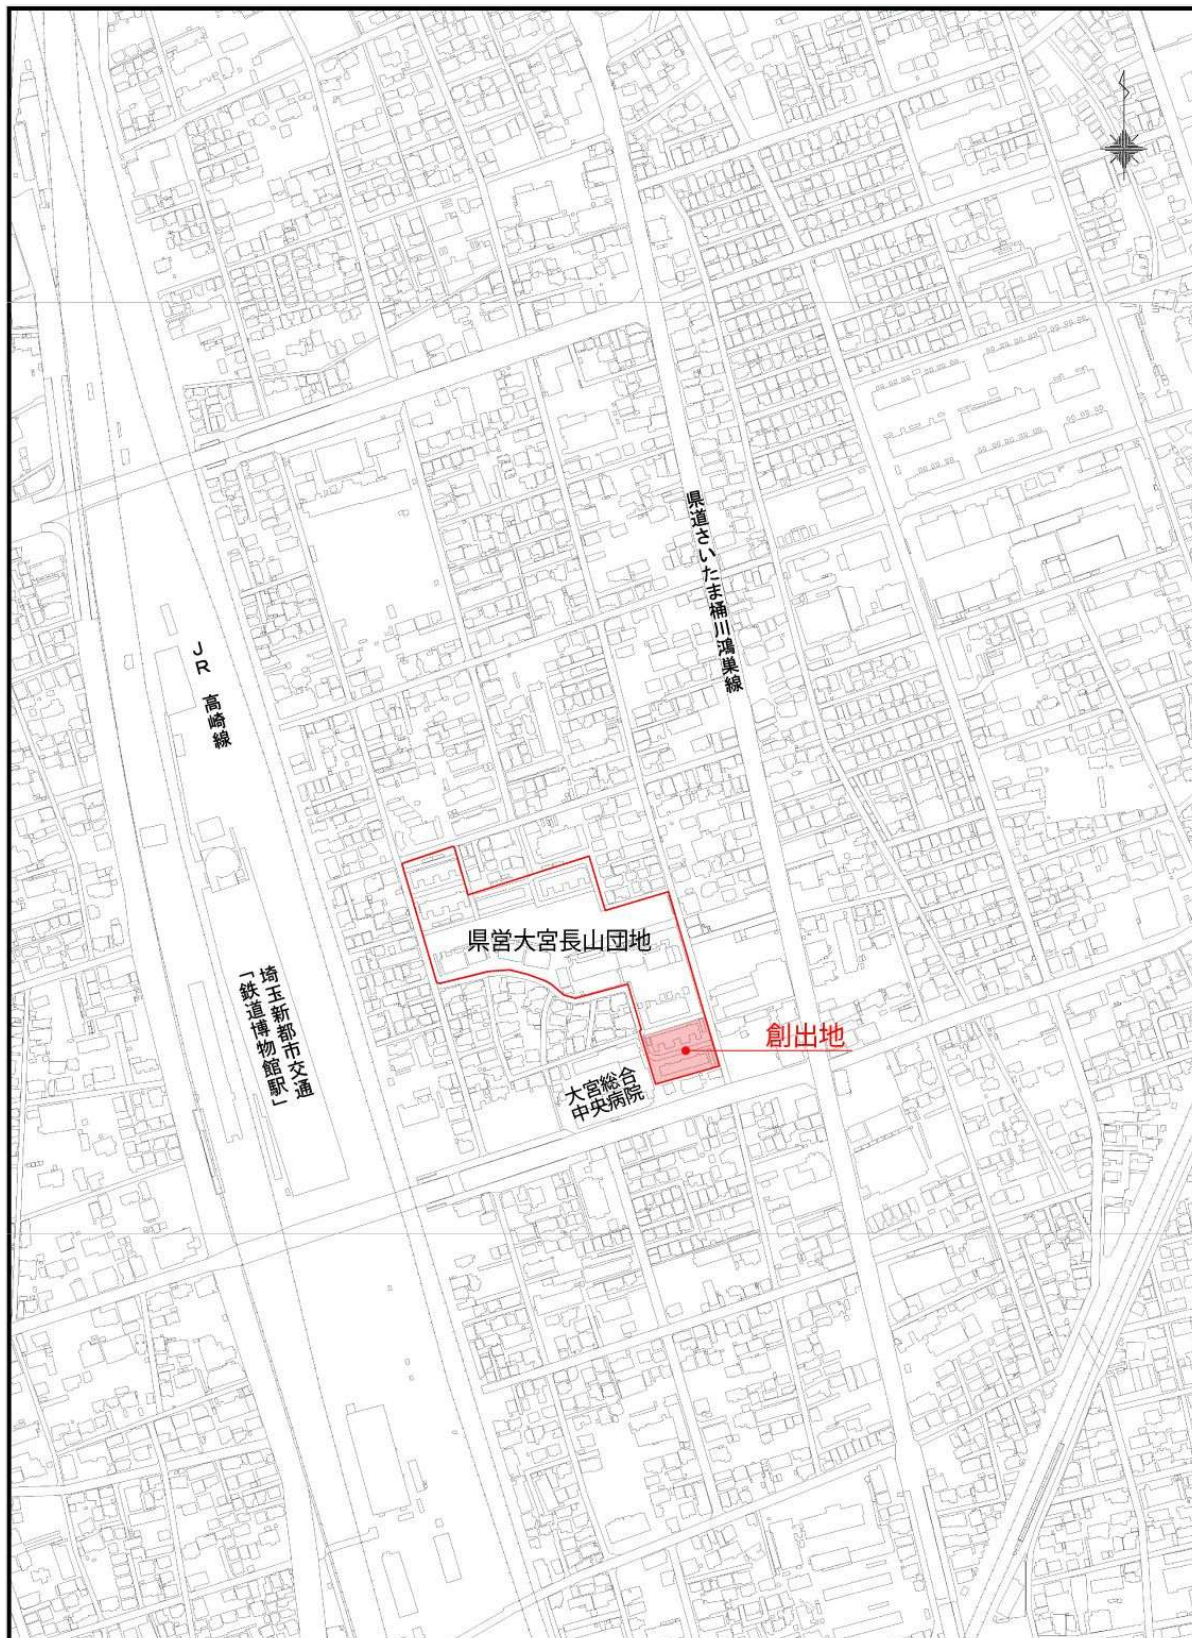 県道さいたま桶川鴻巣線
JR 高崎線
県営大宮長山団地
埼玉新都市交通
「鉄道博物館駅」
創出地
大宮総合
中央病院